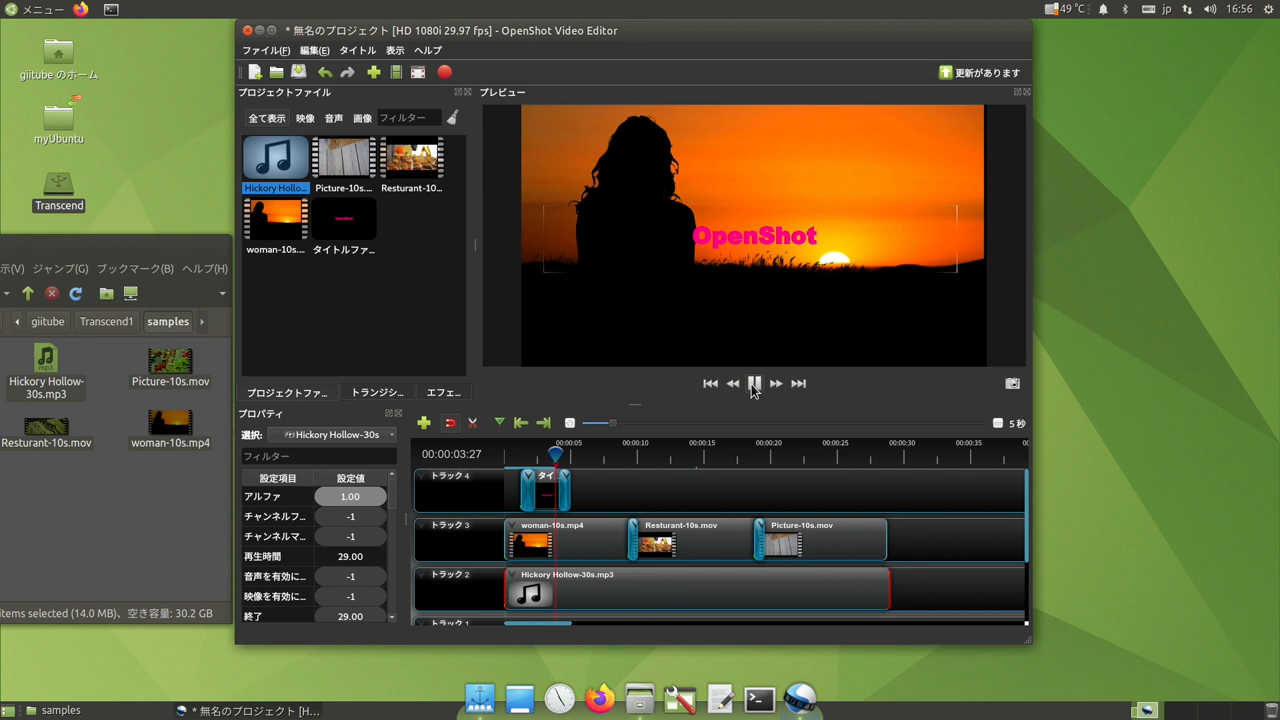 メニュー
49 ℃
jp
16:56
giitube のホーム
myUbuntu
Transcend
示(V) ジャンプ(G) ブックマーク(B) ヘルプ(H)
giitube Transcend1 samples
Hickory Hollow-30s.mp3
Picture-10s.mov
Resturant-10s.mov
woman-10s.mp4
items selected (14.0 MB)、空き容量: 30.2 GB
* 無名のプロジェクト [HD 1080i 29.97 fps] - OpenShot Video Editor
ファイル(F) 編集(E) タイトル 表示 ヘルプ
更新があります
プロジェクトファイル
全て表示 映像 音声 画像 フィルター
Hickory Hollo...
Picture-10s....
Resturant-10...
woman-10s....
タイトルファ...
OpenShot
プロジェクトファ... トランジシ... エフェ...
プレビュー
OpenShot
プロパティ
選択: Hickory Hollow-30s
フィルター
設定項目 設定値
アルファ 1.00
チャンネルフ... -1
チャンネルマ... -1
再生時間 29.00
音声を有効に... -1
映像を有効に... -1
終了 29.00
5 秒
00:00:03:27
00:00:05 00:00:10 00:00:15 00:00:20 00:00:25 00:00:30 00:00:35
トラック 4
タイ
トラック 3
woman-10s.mp4
Resturant-10s.mov
Picture-10s.mov
トラック 2
Hickory Hollow-30s.mp3
トラック 1
samples
* 無名のプロジェクト [H...